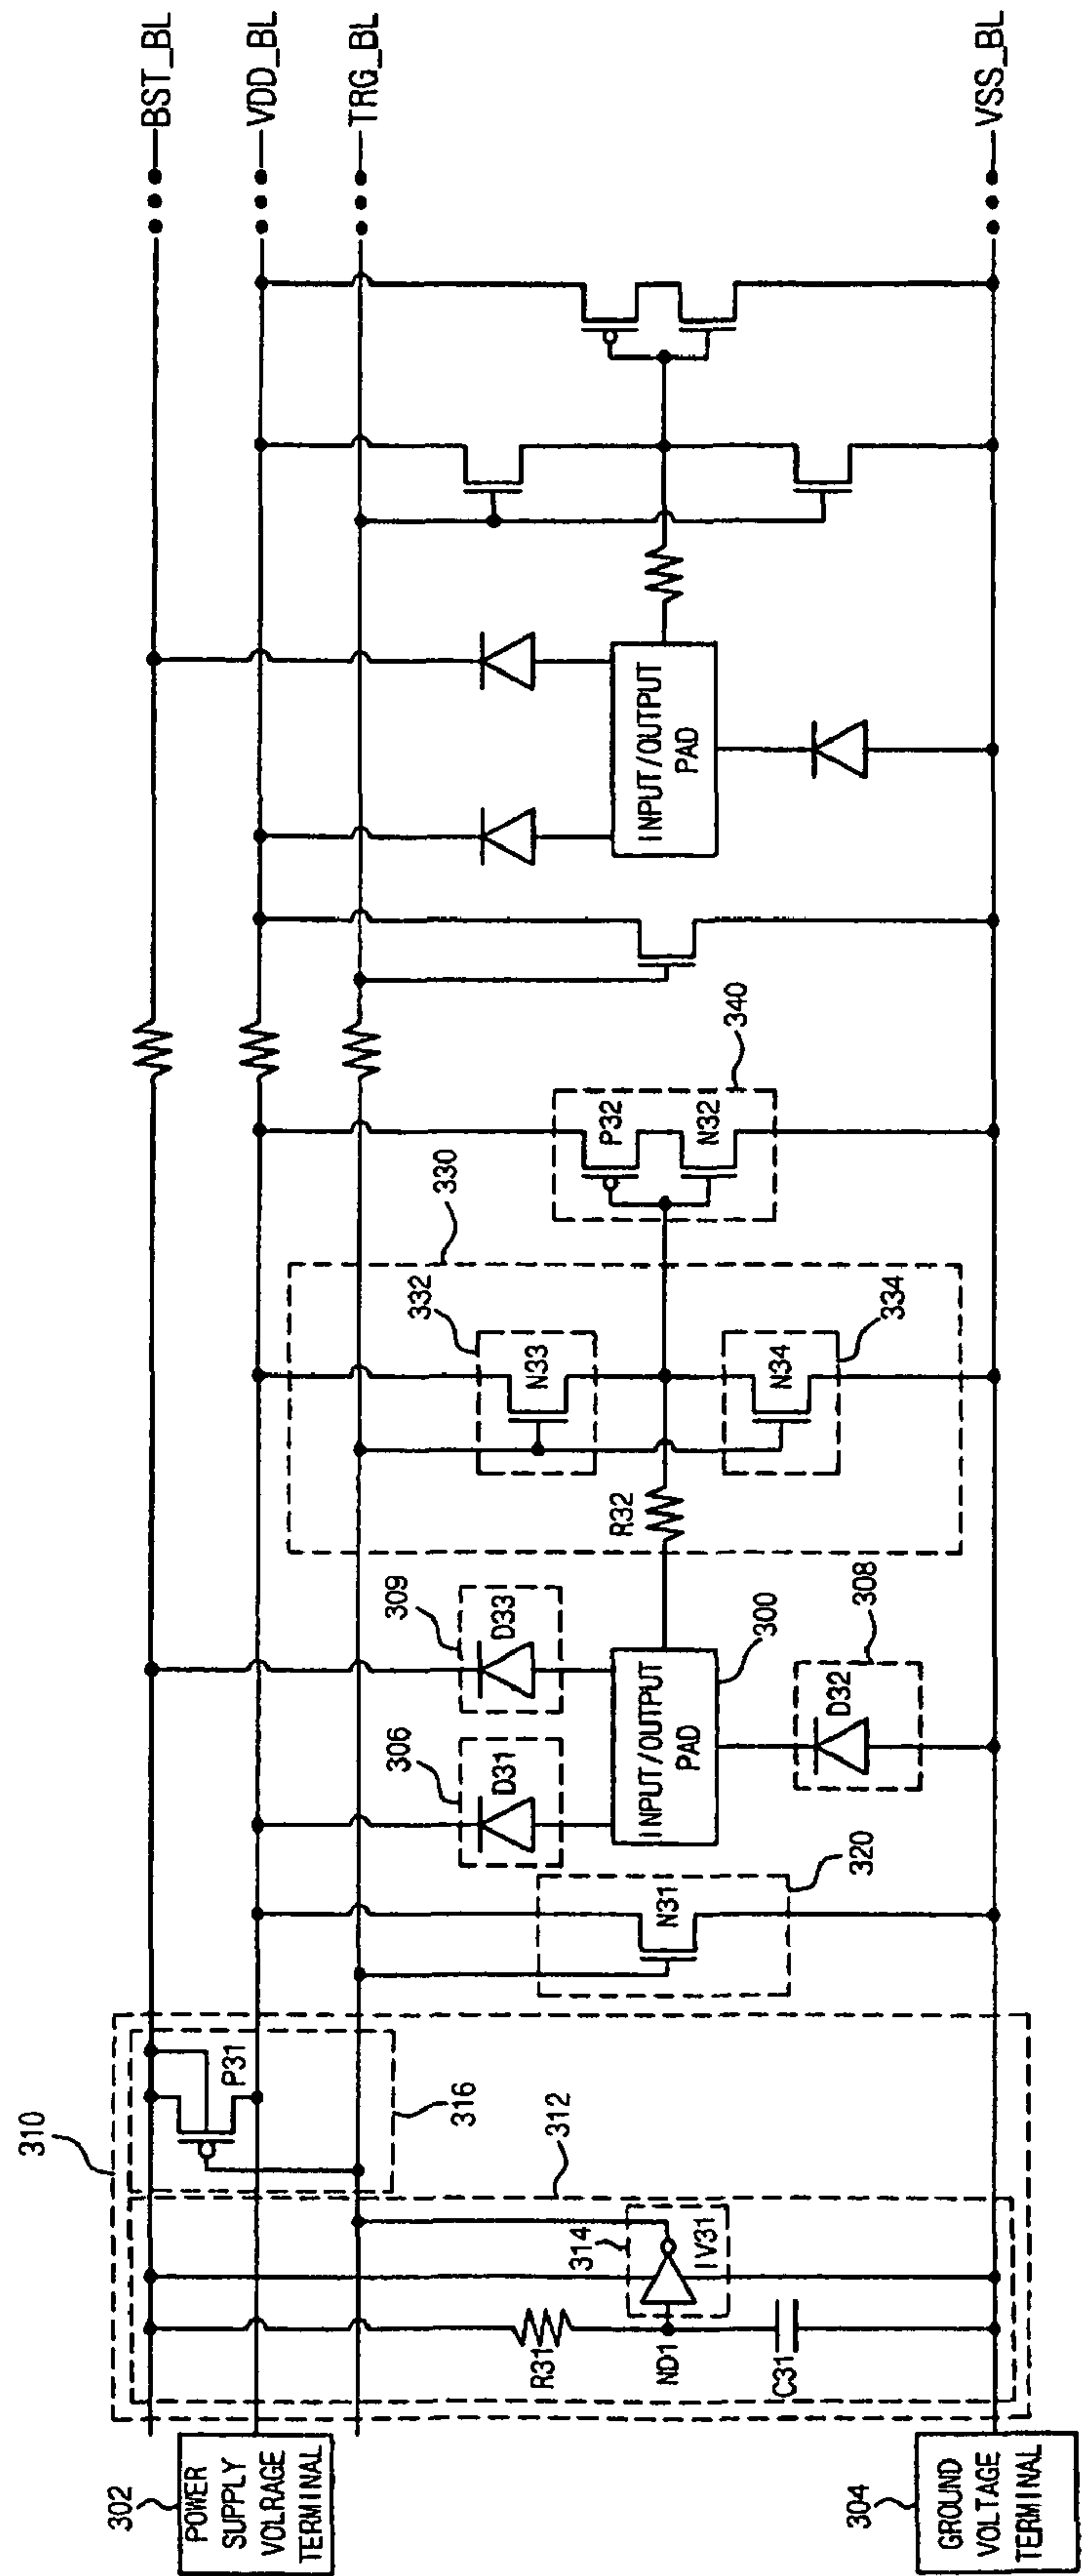 BST_BL
VDD_BL
TRG_BL
VSS_BL
310
302
POWER
SUPPLY
VOLRAGE
TERMINAL
304
GROUND
VOLTAGE
TERMINAL
R31
ND1
C31
314
IV31
312
316
P31
320
N31
306
D31
309
D33
INPUT/OUTPUT
PAD
300
308
D32
330
332
N33
R32
334
N34
340
P32
N32
INPUT/OUTPUT
PAD